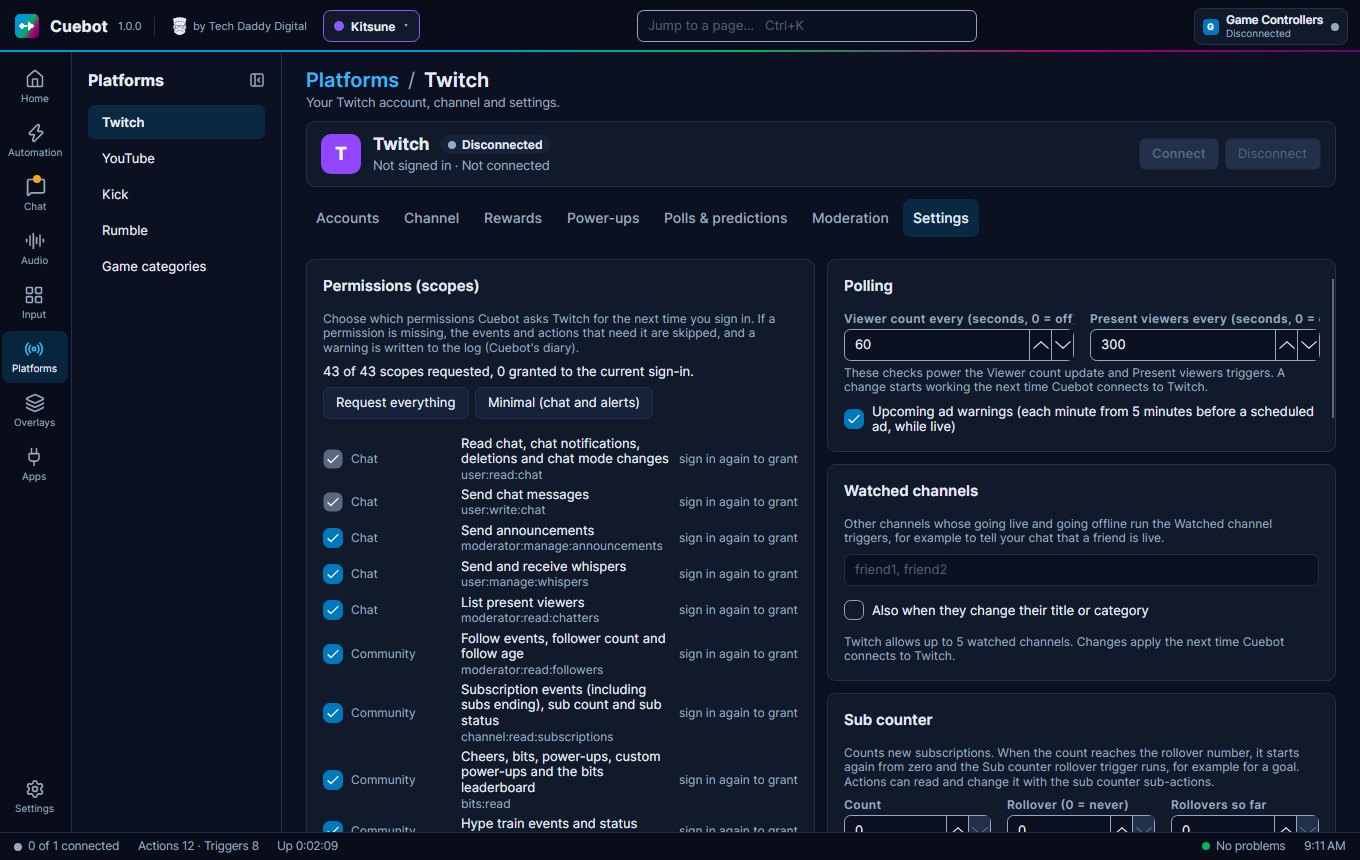 Cuebot 1.0.0 by Tech Daddy Digital Kitsune Jump to a page... Ctrl+K G Game Controllers
Disconnected
Home
Automation
Chat
Audio
Input
Platforms
Overlays
Apps
Settings
Platforms
Twitch
YouTube
Kick
Rumble
Game categories
Platforms / Twitch
Your Twitch account, channel and settings.
T Twitch Disconnected
Not signed in · Not connected
Connect Disconnect
Accounts Channel Rewards Power-ups Polls & predictions Moderation Settings
Permissions (scopes)
Choose which permissions Cuebot asks Twitch for the next time you sign in. If a
permission is missing, the events and actions that need it are skipped, and a
warning is written to the log (Cuebot's diary).
43 of 43 scopes requested, 0 granted to the current sign-in.
Request everything Minimal (chat and alerts)
Chat Read chat, chat notifications,
deletions and chat mode changes sign in again to grant
user:read:chat
Chat Send chat messages sign in again to grant
user:write:chat
Chat Send announcements sign in again to grant
moderator:manage:announcements
Chat Send and receive whispers sign in again to grant
user:manage:whispers
Chat List present viewers sign in again to grant
moderator:read:chatters
Community Follow events, follower count and
follow age sign in again to grant
moderator:read:followers
Community Subscription events (including
subs ending), sub count and sub
status sign in again to grant
channel:read:subscriptions
Community Cheers, bits, power-ups, custom
power-ups and the bits
leaderboard sign in again to grant
bits:read
Community Hype train events and status sign in again to grant
Polling
Viewer count every (seconds, 0 = off Present viewers every (seconds, 0 =
60 300
These checks power the Viewer count update and Present viewers triggers. A
change starts working the next time Cuebot connects to Twitch.
Upcoming ad warnings (each minute from 5 minutes before a scheduled
ad, while live)
Watched channels
Other channels whose going live and going offline run the Watched channel
triggers, for example to tell your chat that a friend is live.
friend1, friend2
Also when they change their title or category
Twitch allows up to 5 watched channels. Changes apply the next time Cuebot
connects to Twitch.
Sub counter
Counts new subscriptions. When the count reaches the rollover number, it starts
again from zero and the Sub counter rollover trigger runs, for example for a goal.
Actions can read and change it with the sub counter sub-actions.
Count Rollover (0 = never) Rollovers so far
0 0 0
0 of 1 connected Actions 12 · Triggers 8 Up 0:02:09 No problems 9:11 AM